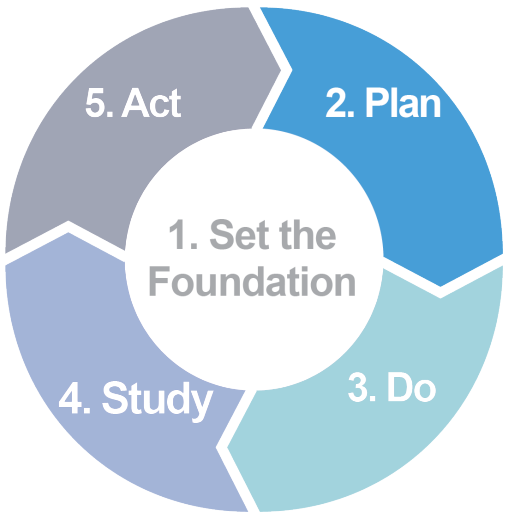 1. Set the
Foundation
2. Plan
3. Do
4. Study
5. Act